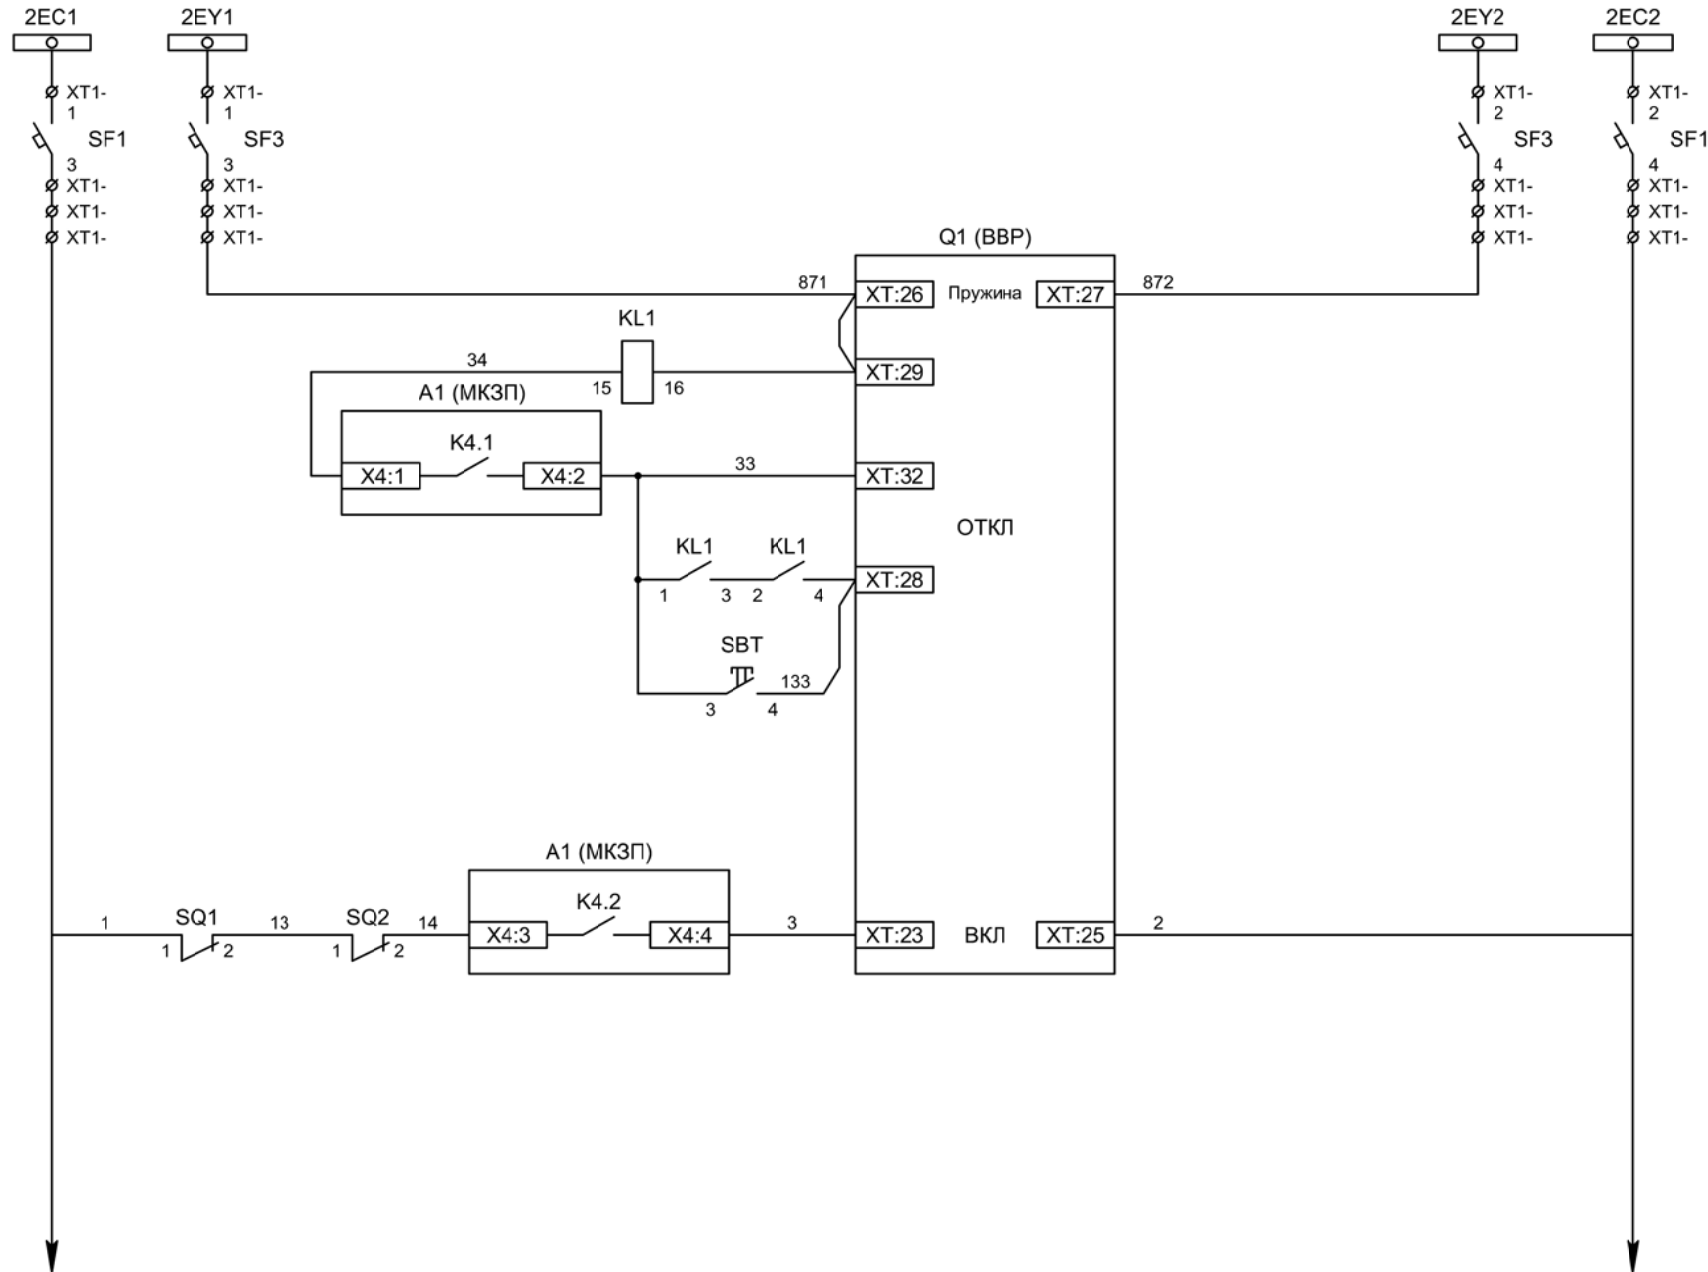 2EC1 2EY1 2EY2 2EC2
XT1- XT1- XT1- XT1-
1 1 2 2
SF1 SF3 SF3 SF1
3 3 4 4
XT1- XT1- XT1- XT1-
XT1- XT1- XT1- XT1-
XT1- XT1- XT1- XT1-
Q1 (ВВР)
871 XT:26 Пружина XT:27 872
KL1
34
15 16 XT:29
A1 (МКЗП)
K4.1
X4:1 X4:2 33 XT:32
ОТКЛ
KL1 KL1
XT:28
1 3 2 4
SBT
133
3 4
A1 (МКЗП)
K4.2
1 SQ1 13 SQ2 14 X4:3 X4:4 3 XT:23 ВКЛ XT:25 2
1 2 1 2